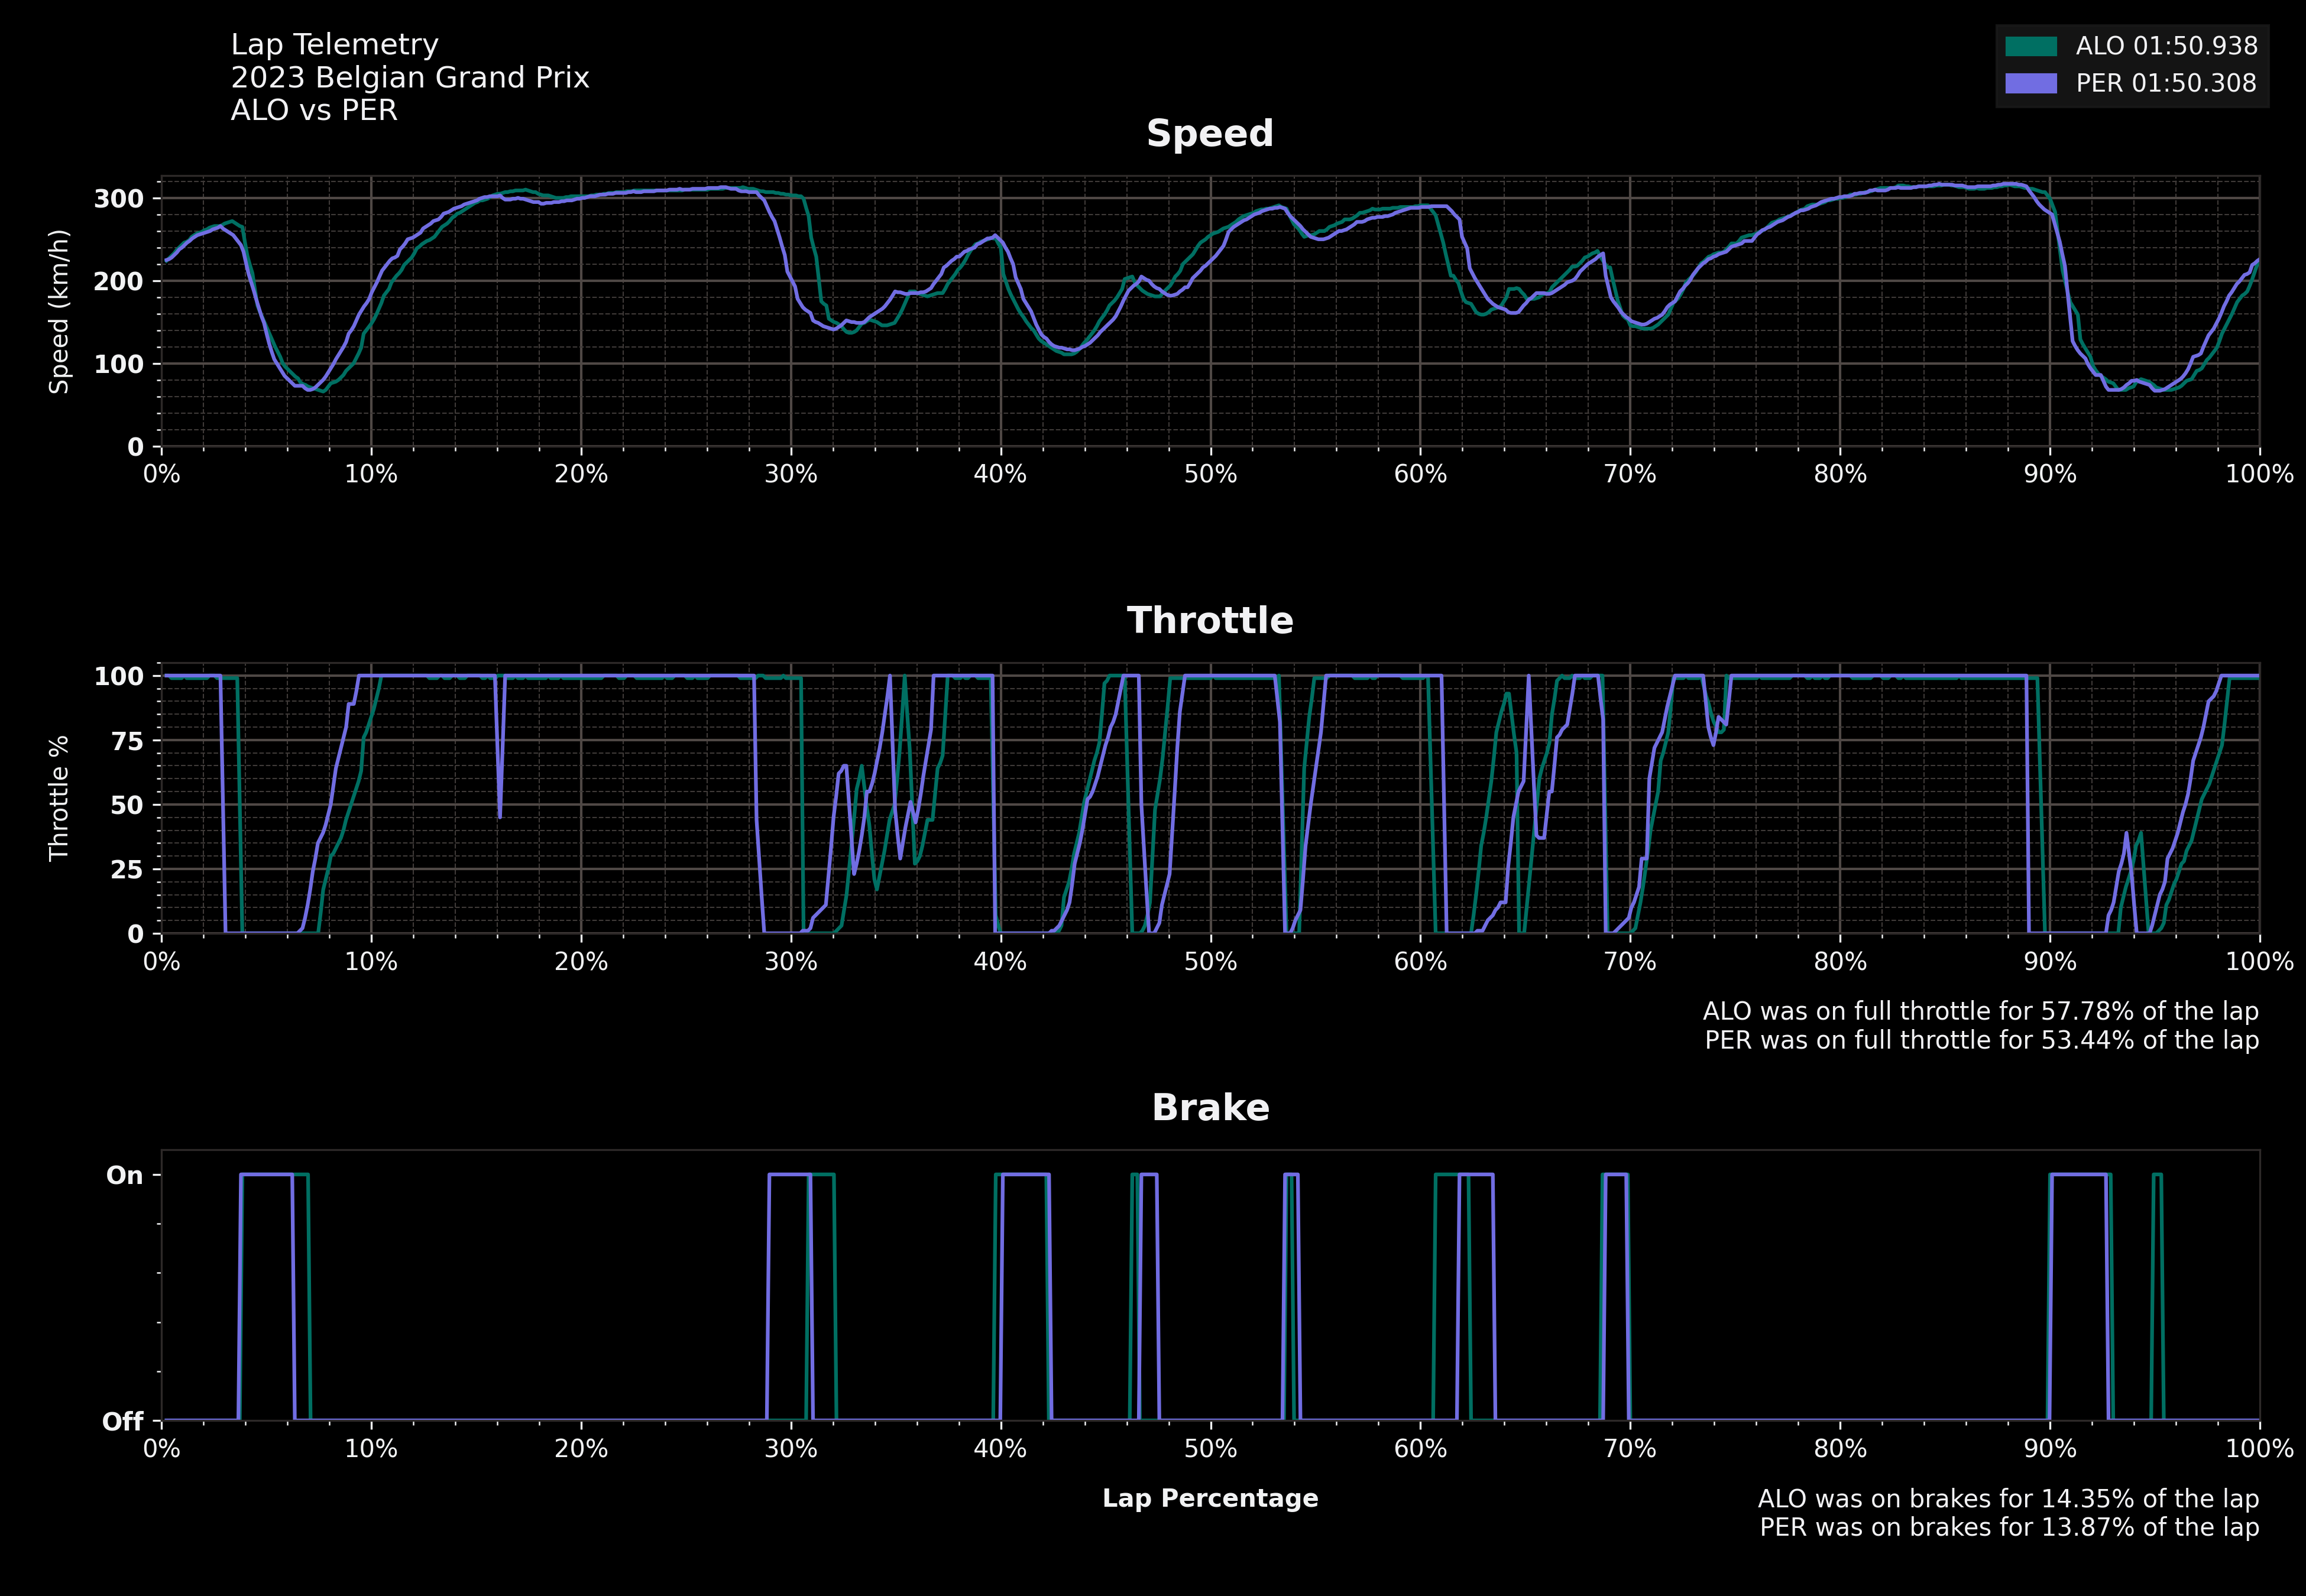 Lap Telemetry
2023 Belgian Grand Prix
ALO vs PER
ALO 01:50.938
PER 01:50.308
Speed
Speed (km/h)
300
200
100
0
0% 10% 20% 30% 40% 50% 60% 70% 80% 90% 100%
Throttle
Throttle %
100
75
50
25
0
0% 10% 20% 30% 40% 50% 60% 70% 80% 90% 100%
ALO was on full throttle for 57.78% of the lap
PER was on full throttle for 53.44% of the lap
Brake
On
Off
0% 10% 20% 30% 40% 50% 60% 70% 80% 90% 100%
Lap Percentage
ALO was on brakes for 14.35% of the lap
PER was on brakes for 13.87% of the lap